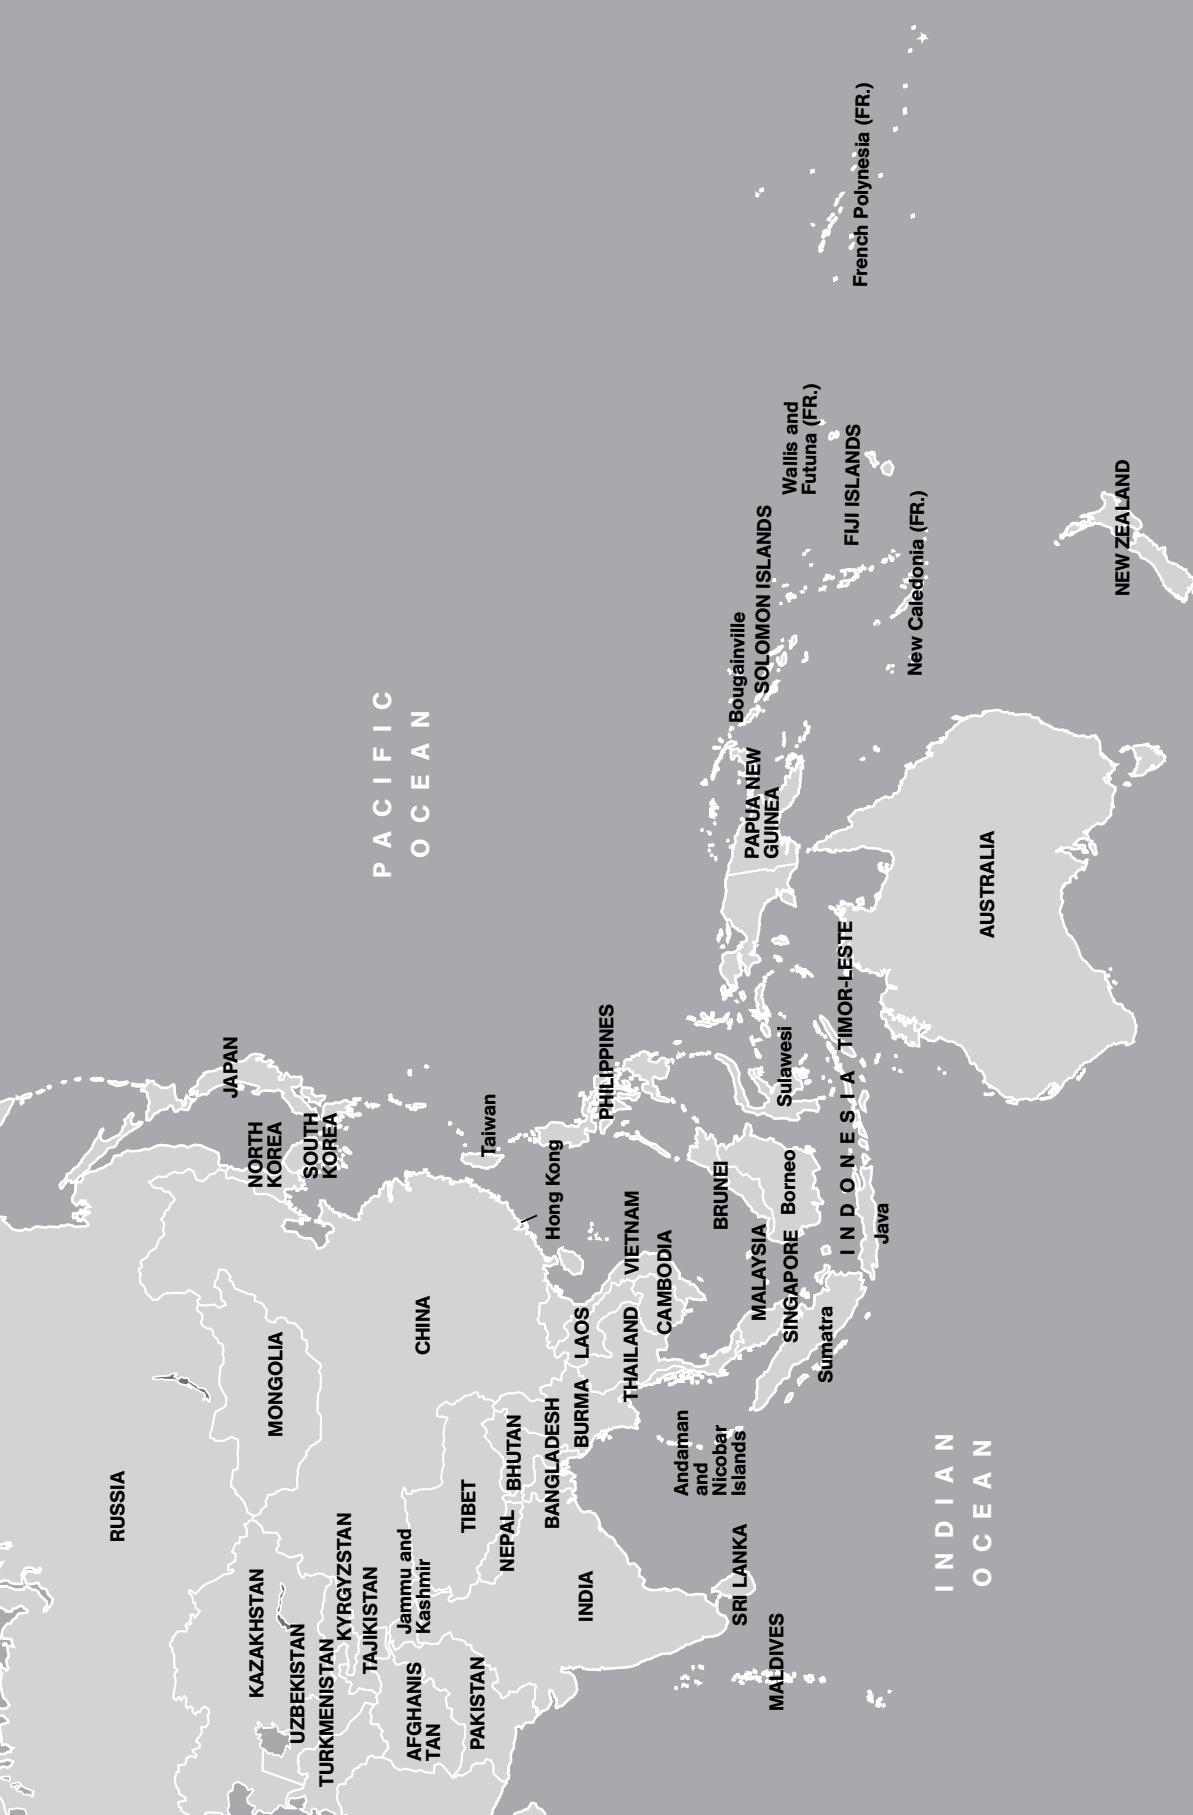 RUSSIA
KAZAKHSTAN
MONGOLIA
NORTH
KOREA
JAPAN
UZBEKISTAN
SOUTH
KOREA
TURKMENISTAN
KYRGYZSTAN
TAJIKISTAN
PACIFIC
OCEAN
AFGHANIS
TAN
Jammu and
Kashmir
CHINA
PAKISTAN
TIBET
Taiwan
NEPAL
BHUTAN
BANGLADESH
Hong Kong
INDIA
BURMA
LAOS
PHILIPPINES
THAILAND
VIETNAM
CAMBODIA
Andaman
and
Nicobar
Islands
BRUNEI
SRI LANKA
MALAYSIA
Bougainville
SOLOMON ISLANDS
PAPUA NEW
GUINEA
MALDIVES
SINGAPORE
Borneo
Sulawesi
Wallis and
Futuna (FR.)
Sumatra
INDONESIA
TIMOR-LESTE
FIJI ISLANDS
French Polynesia (FR.)
Java
New Caledonia (FR.)
INDIAN
OCEAN
AUSTRALIA
NEW ZEALAND